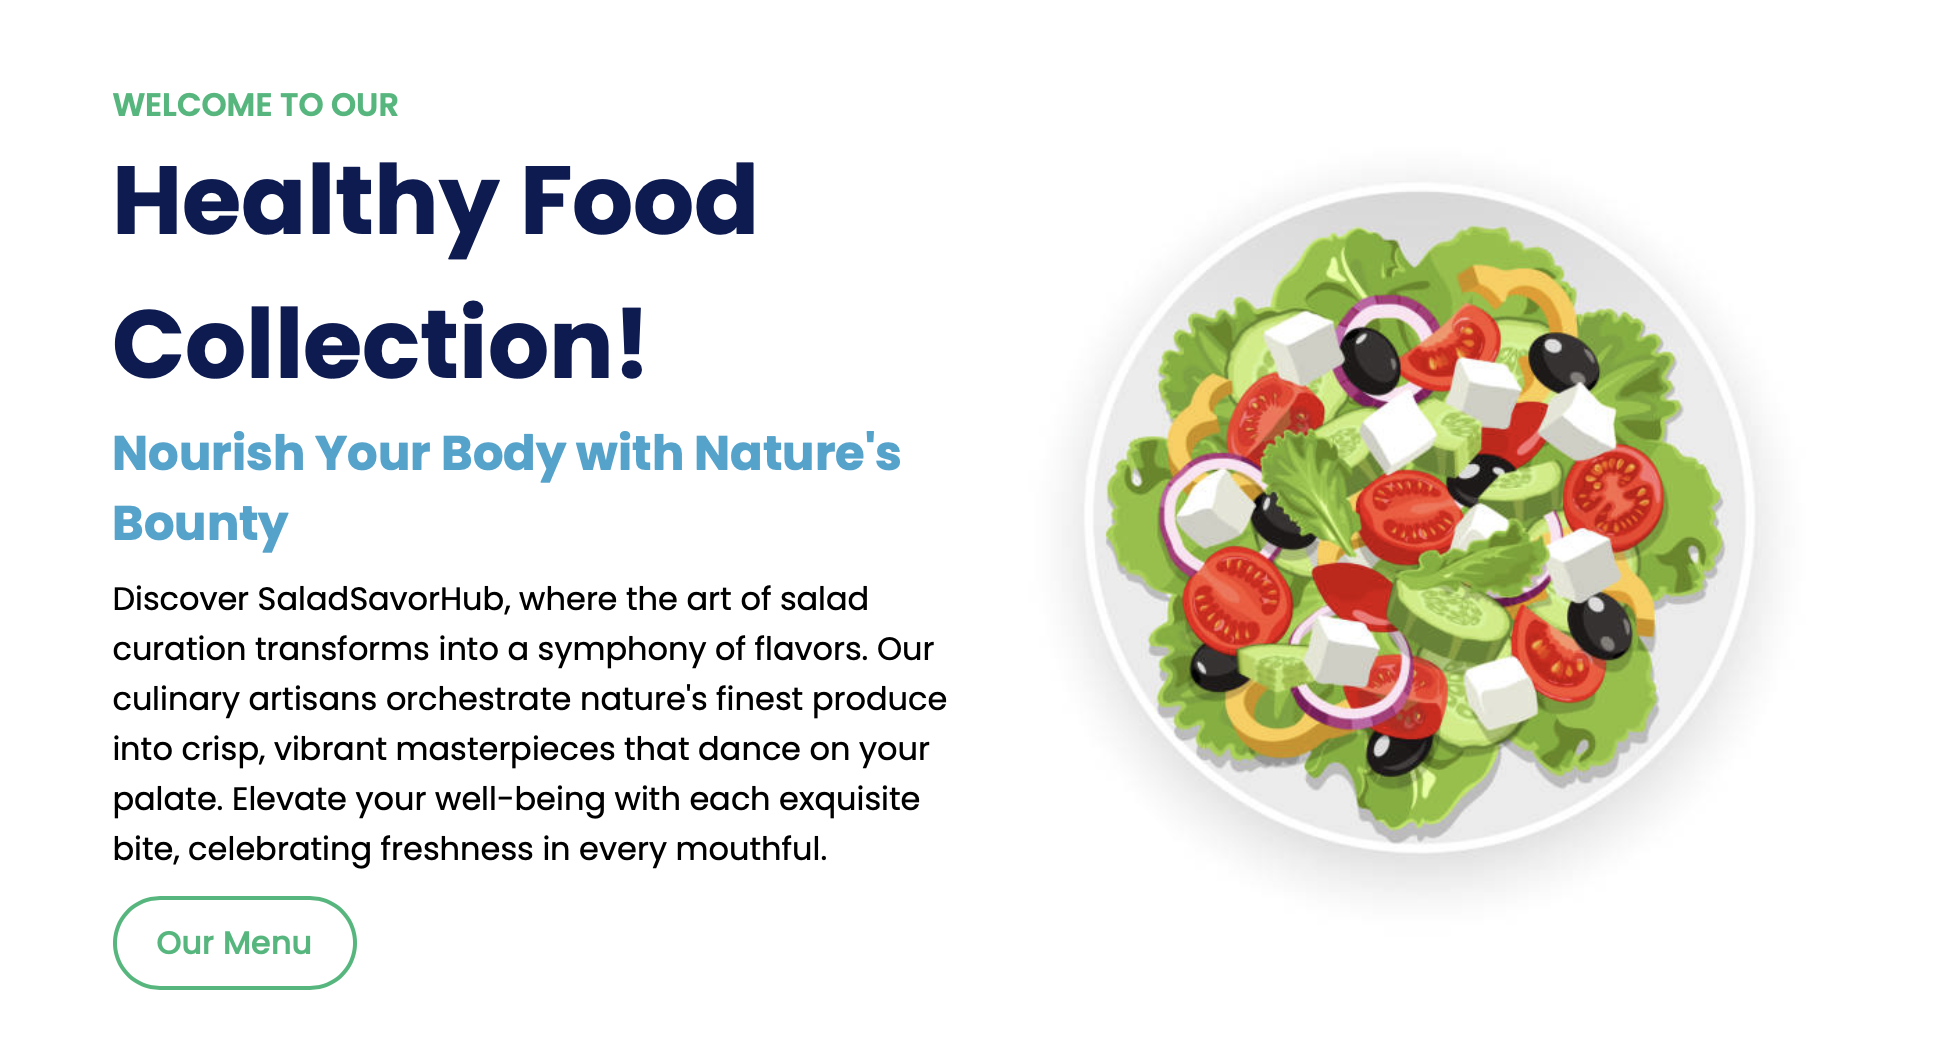 WELCOME TO OUR
Healthy Food
Collection!
Nourish Your Body with Nature's
Bounty
Discover SaladSavorHub, where the art of salad
curation transforms into a symphony of flavors. Our
culinary artisans orchestrate nature's finest produce
into crisp, vibrant masterpieces that dance on your
palate. Elevate your well-being with each exquisite
bite, celebrating freshness in every mouthful.
Our Menu